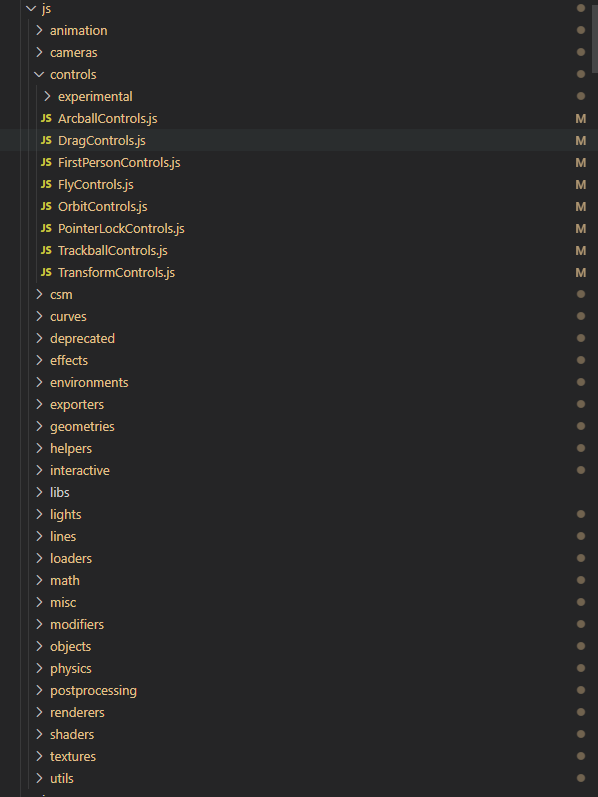 js
animation
cameras
controls
experimental
JS ArcballControls.js M
JS DragControls.js M
JS FirstPersonControls.js M
JS FlyControls.js M
JS OrbitControls.js M
JS PointerLockControls.js M
JS TrackballControls.js M
JS TransformControls.js M
csm
curves
deprecated
effects
environments
exporters
geometries
helpers
interactive
libs
lights
lines
loaders
math
misc
modifiers
objects
physics
postprocessing
renderers
shaders
textures
utils